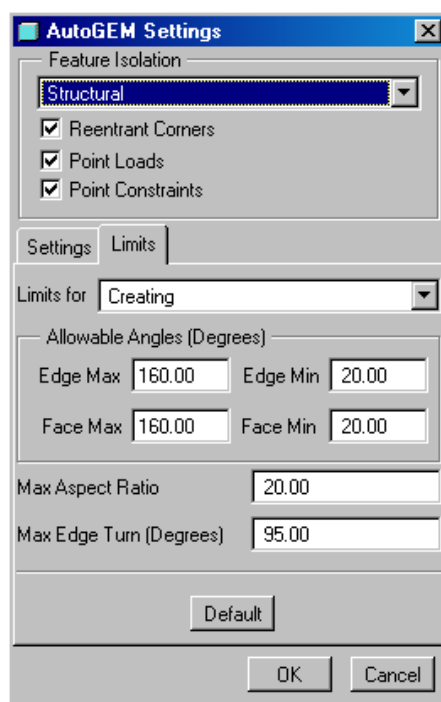 AutoGEM Settings
Feature Isolation
Structural
Reentrant Corners
Point Loads
Point Constraints
Settings Limits
Limits for Creating
Allowable Angles (Degrees)
Edge Max 160.00 Edge Min 20.00
Face Max 160.00 Face Min 20.00
Max Aspect Ratio 20.00
Max Edge Turn (Degrees) 95.00
Default
OK Cancel